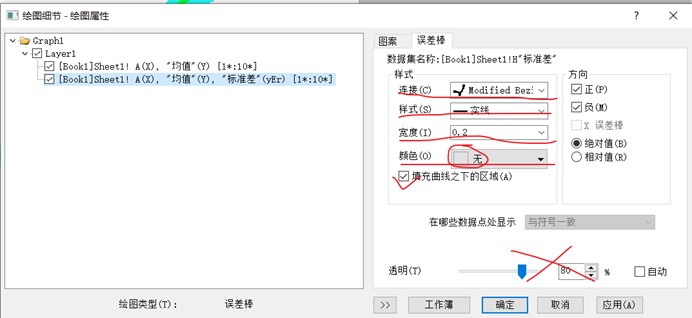 绘图细节 - 绘图属性
? ×
Graph1
Layer1
[Book1]Sheet1! A(X), "均值"(Y) [1*:10*]
[Book1]Sheet1! A(X), "均值"(Y), "标准差"(yEr) [1*:10*]
图案 误差棒
数据集名称:[Book1]Sheet1!H"标准差"
样式
连接(C) Modified Bez:
样式(S) 实线
宽度(I) 0.2
颜色(O) 无
填充曲线之下的区域(A)
方向
正(P)
负(M)
X 误差棒
绝对值(B)
相对值(R)
在哪些数据点处显示 与符号一致
透明(T) 80 % 自动
绘图类型(T): 误差棒
>> 工作簿 确定 取消 应用(A)